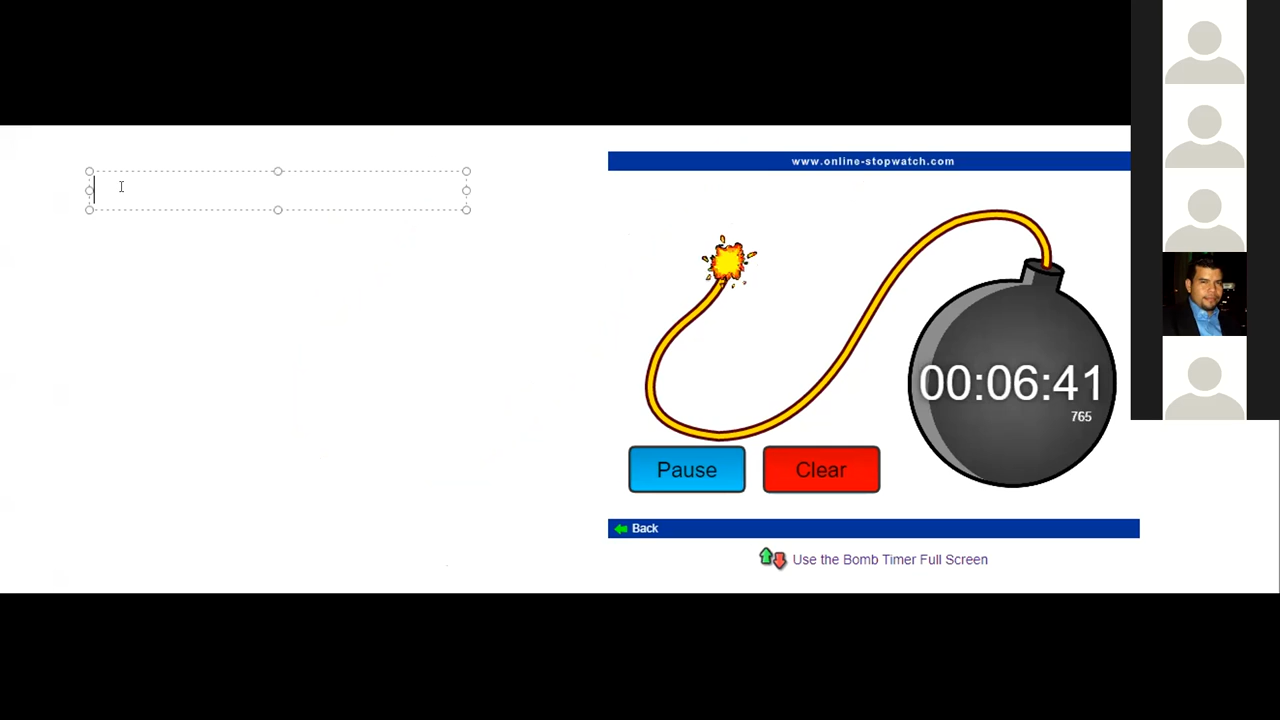 www.online-stopwatch.com
00:06:41
765
Pause
Clear
Back
Use the Bomb Timer Full Screen